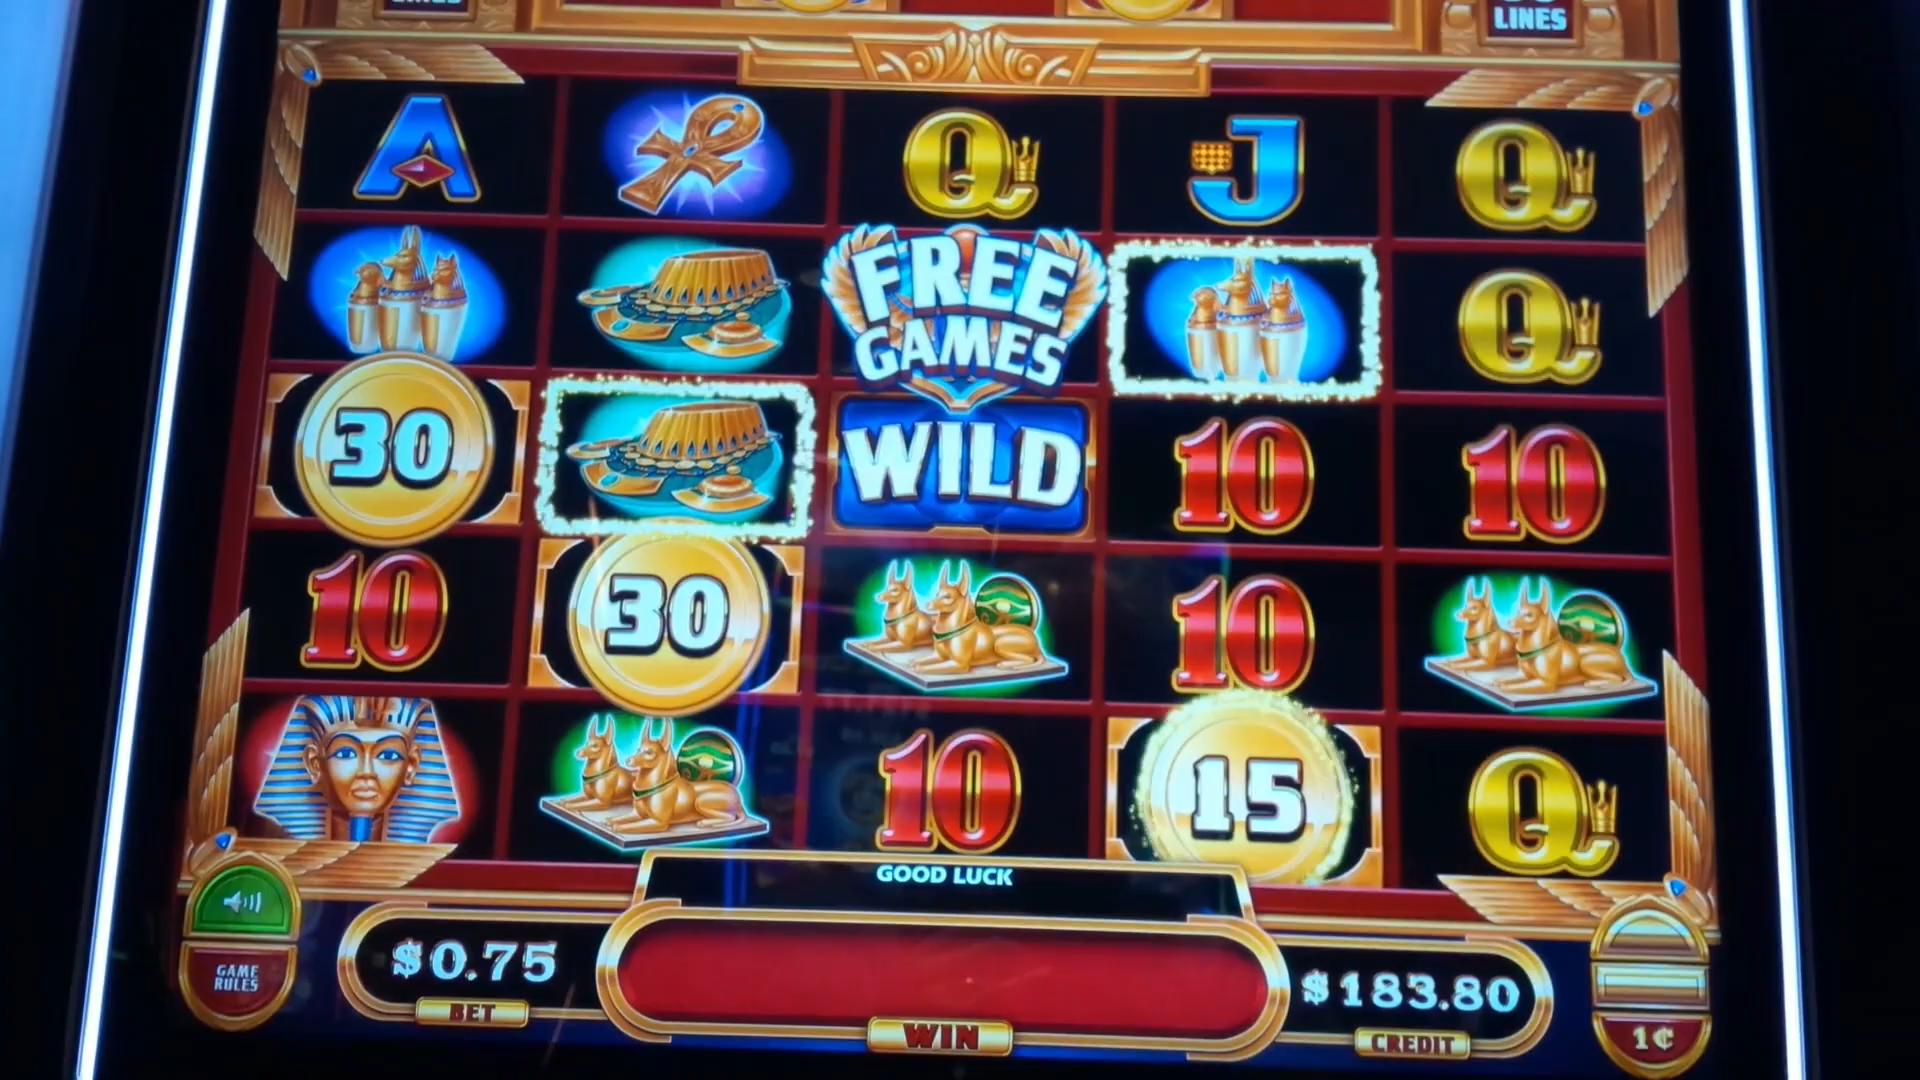 LINES
LINES
A Q J Q
FREE
GAMES
Q
30 WILD 10 10
10 30 10
10 15 Q
GOOD LUCK
GAME
RULES
$0.75
BET
WIN
$183.80
CREDIT
1¢